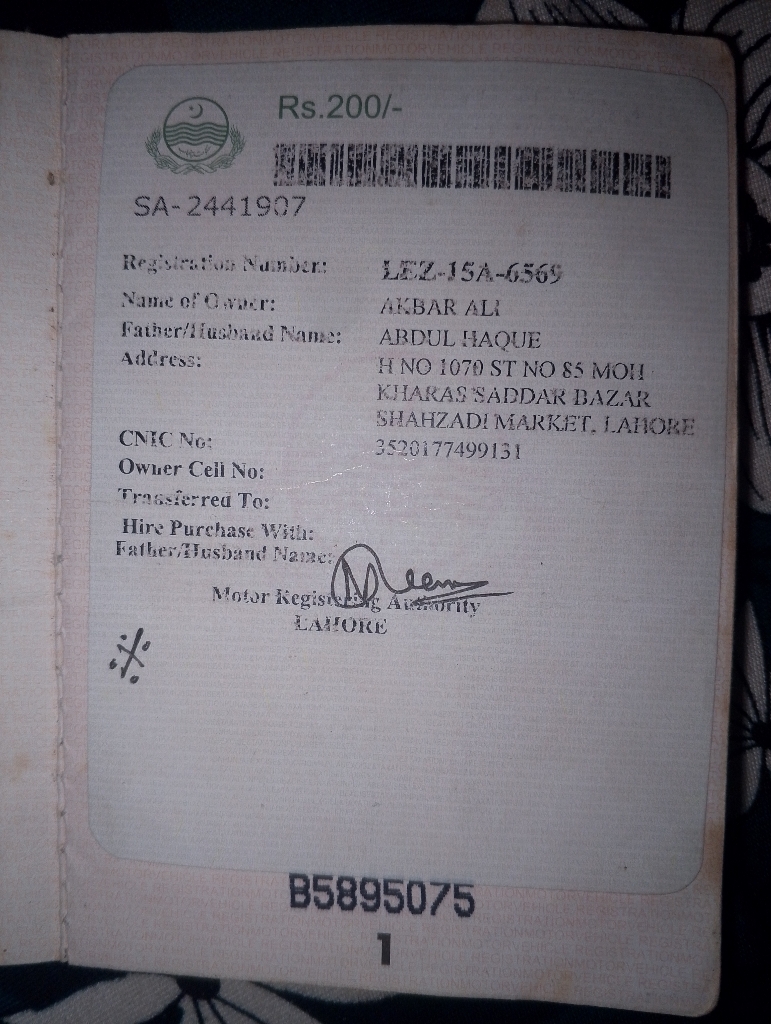 Rs.200/-
SA-2441907
Registration Number: LEZ-15A-6569
Name of Owner: AKBAR ALI
Father/Husband Name: ABDUL HAQUE
Address: H NO 1070 ST NO 85 MOH
KHARAS SADDAR BAZAR
SHAHZADI MARKET, LAHORE
CNIC No: 3520177499131
Owner Cell No:
Transferred To:
Hire Purchase With:
Father/Husband Name:
Motor Registering Authority
LAHORE
B5895075
1